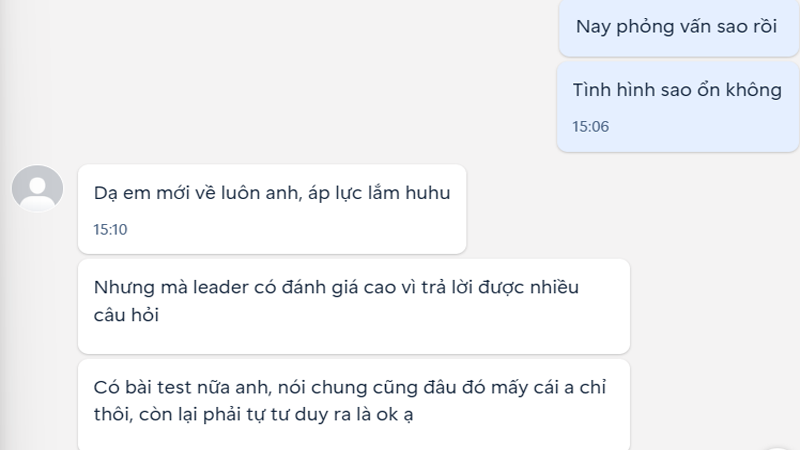 Nay phỏng vấn sao rồi
Tình hình sao ổn không
15:06
Dạ em mới về luôn anh, áp lực lắm huhu
15:10
Nhưng mà leader có đánh giá cao vì trả lời được nhiều
câu hỏi
Có bài test nữa anh, nói chung cũng đâu đó mấy cái a chỉ
thôi, còn lại phải tự tư duy ra là ok ạ